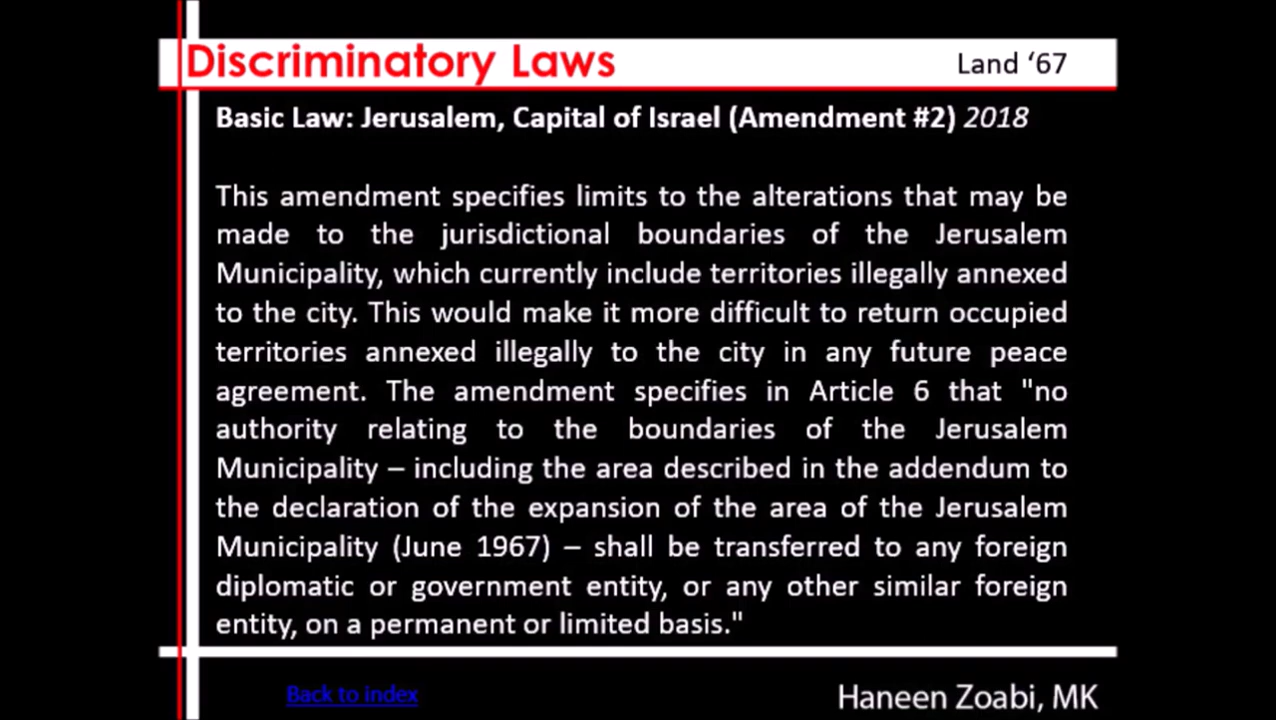 Discriminatory Laws Land ‘67
Basic Law: Jerusalem, Capital of Israel (Amendment #2) 2018
This amendment specifies limits to the alterations that may be
made to the jurisdictional boundaries of the Jerusalem
Municipality, which currently include territories illegally annexed
to the city. This would make it more difficult to return occupied
territories annexed illegally to the city in any future peace
agreement. The amendment specifies in Article 6 that "no
authority relating to the boundaries of the Jerusalem
Municipality – including the area described in the addendum to
the declaration of the expansion of the area of the Jerusalem
Municipality (June 1967) – shall be transferred to any foreign
diplomatic or government entity, or any other similar foreign
entity, on a permanent or limited basis."
Back to index Haneen Zoabi, MK